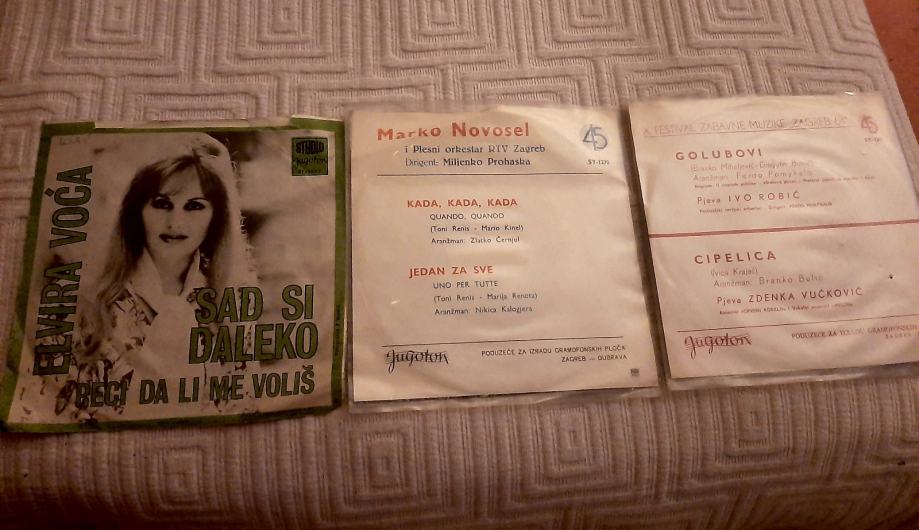 STUDIO
Jugoton
ELVIRA VOĆA
SAD SI
DALEKO
RECI DA LI ME VOLIŠ
Marko Novosel
45
i Plesni orkestar RTV Zagreb
Dirigent: Miljenko Prohaska
KADA, KADA, KADA
QUANDO, QUANDO
(Toni Renis - Mario Kinel)
Aranžman: Zlatko Černjul
JEDAN ZA SVE
UNO PER TUTTE
(Toni Renis - Marija Renota)
Aranžman: Nikica Kalogjera
Jugoton
PODUZEĆE ZA IZRADU GRAMOFONSKIH PLOČA
ZAGREB — DUBRAVA
X. FESTIVAL ZABAVNE MUZIKE
45
GOLUBOVI
(Branko Mihaljević - Dragutin Britvić)
Aranžman: Ferdo Pomykalo
Pjeva IVO ROBIĆ
CIPELICA
(Ivica Krajač)
Aranžman: Branko Bulić
Pjeva ZDENKA VUČKOVIĆ
Jugoton
PODUZEĆE ZA IZRADU GRAMOFONSKIH